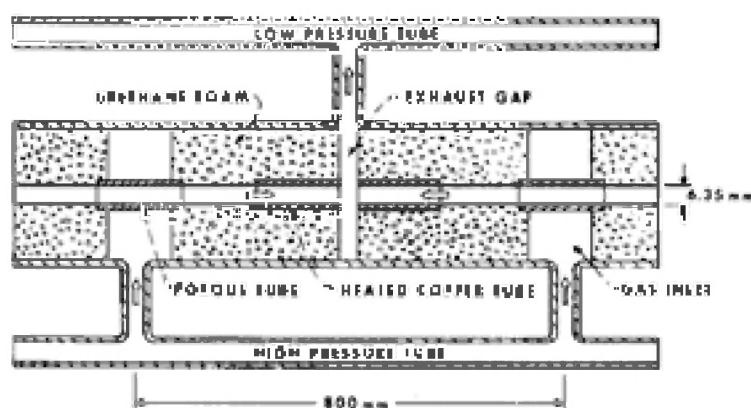 LOW PRESSURE TUBE
URETHANE FOAM
EXHAUST GAP
6.35 mm
POROUS TUBE
HEATED COPPER TUBE
GAS INLET
HIGH PRESSURE TUBE
800 mm